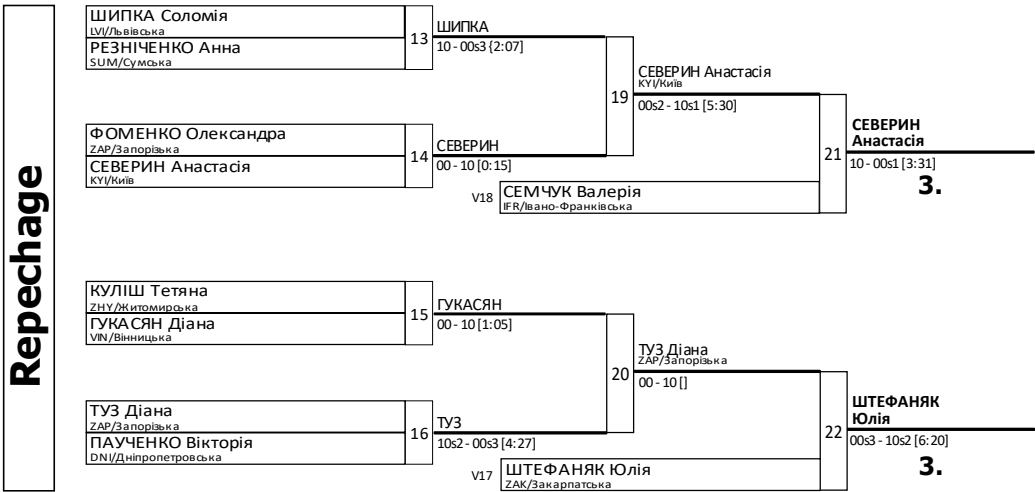 Repechage
ШИПКА Соломія
LVI/Львівська
РЕЗНІЧЕНКО Анна
SUM/Сумська
13
ШИПКА
10 - 00s3 {2:07]
ФОМЕНКО Олександра
ZAP/Запорізька
СЕВЕРИН Анастасія
KYI/Київ
14
СЕВЕРИН
00 - 10 [0:15]
19
СЕВЕРИН Анастасія
KYI/Київ
00s2 - 10s1 [5:30]
V18
СЕМЧУК Валерія
IFR/Івано-Франківська
21
СЕВЕРИН
Анастасія
10 - 00s1 [3:31]
3.
КУЛІШ Тетяна
ZHY/Житомирська
ГУКАСЯН Діана
VIN/Вінницька
15
ГУКАСЯН
00 - 10 [1:05]
ТУЗ Діана
ZAP/Запорізька
ПАУЧЕНКО Вікторія
DNI/Дніпропетровська
16
ТУЗ
10s2 - 00s3 [4:27]
20
ТУЗ Діана
ZAP/Запорізька
00 - 10 []
V17
ШТЕФАНЯК Юлія
ZAK/Закарпатська
22
ШТЕФАНЯК
Юлія
00s3 - 10s2 [6:20]
3.